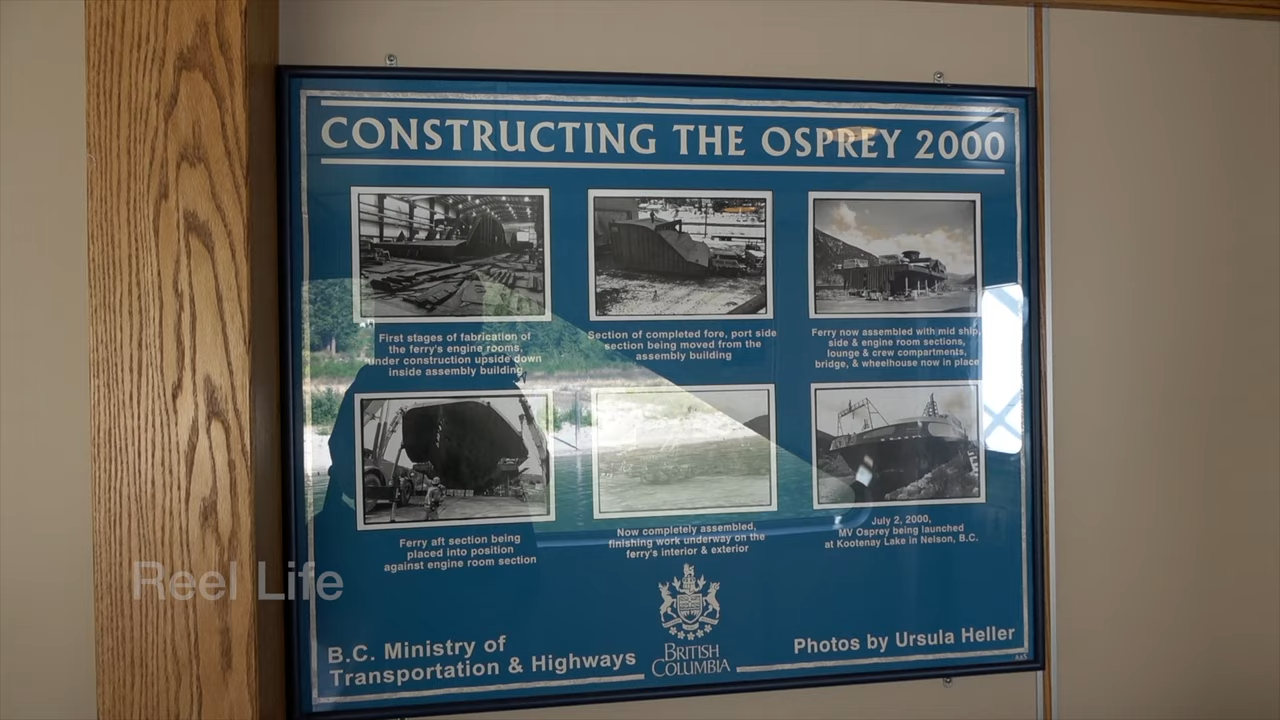 CONSTRUCTING THE OSPREY 2000
First stages of fabrication of
the ferry's engine rooms,
under construction upside down
inside assembly building
Section of completed fore, port side
section being moved from the
assembly building
Ferry now assembled with mid ship,
side & engine room sections,
lounge & crew compartments,
bridge, & wheelhouse now in place
Ferry aft section being
placed into position
against engine room section
Now completely assembled,
finishing work underway on the
ferry's interior & exterior
July 2, 2000,
MV Osprey being launched
at Kootenay Lake in Nelson, B.C.
Reel Life
B.C. Ministry of
Transportation & Highways
BRITISH
COLUMBIA
Photos by Ursula Heller